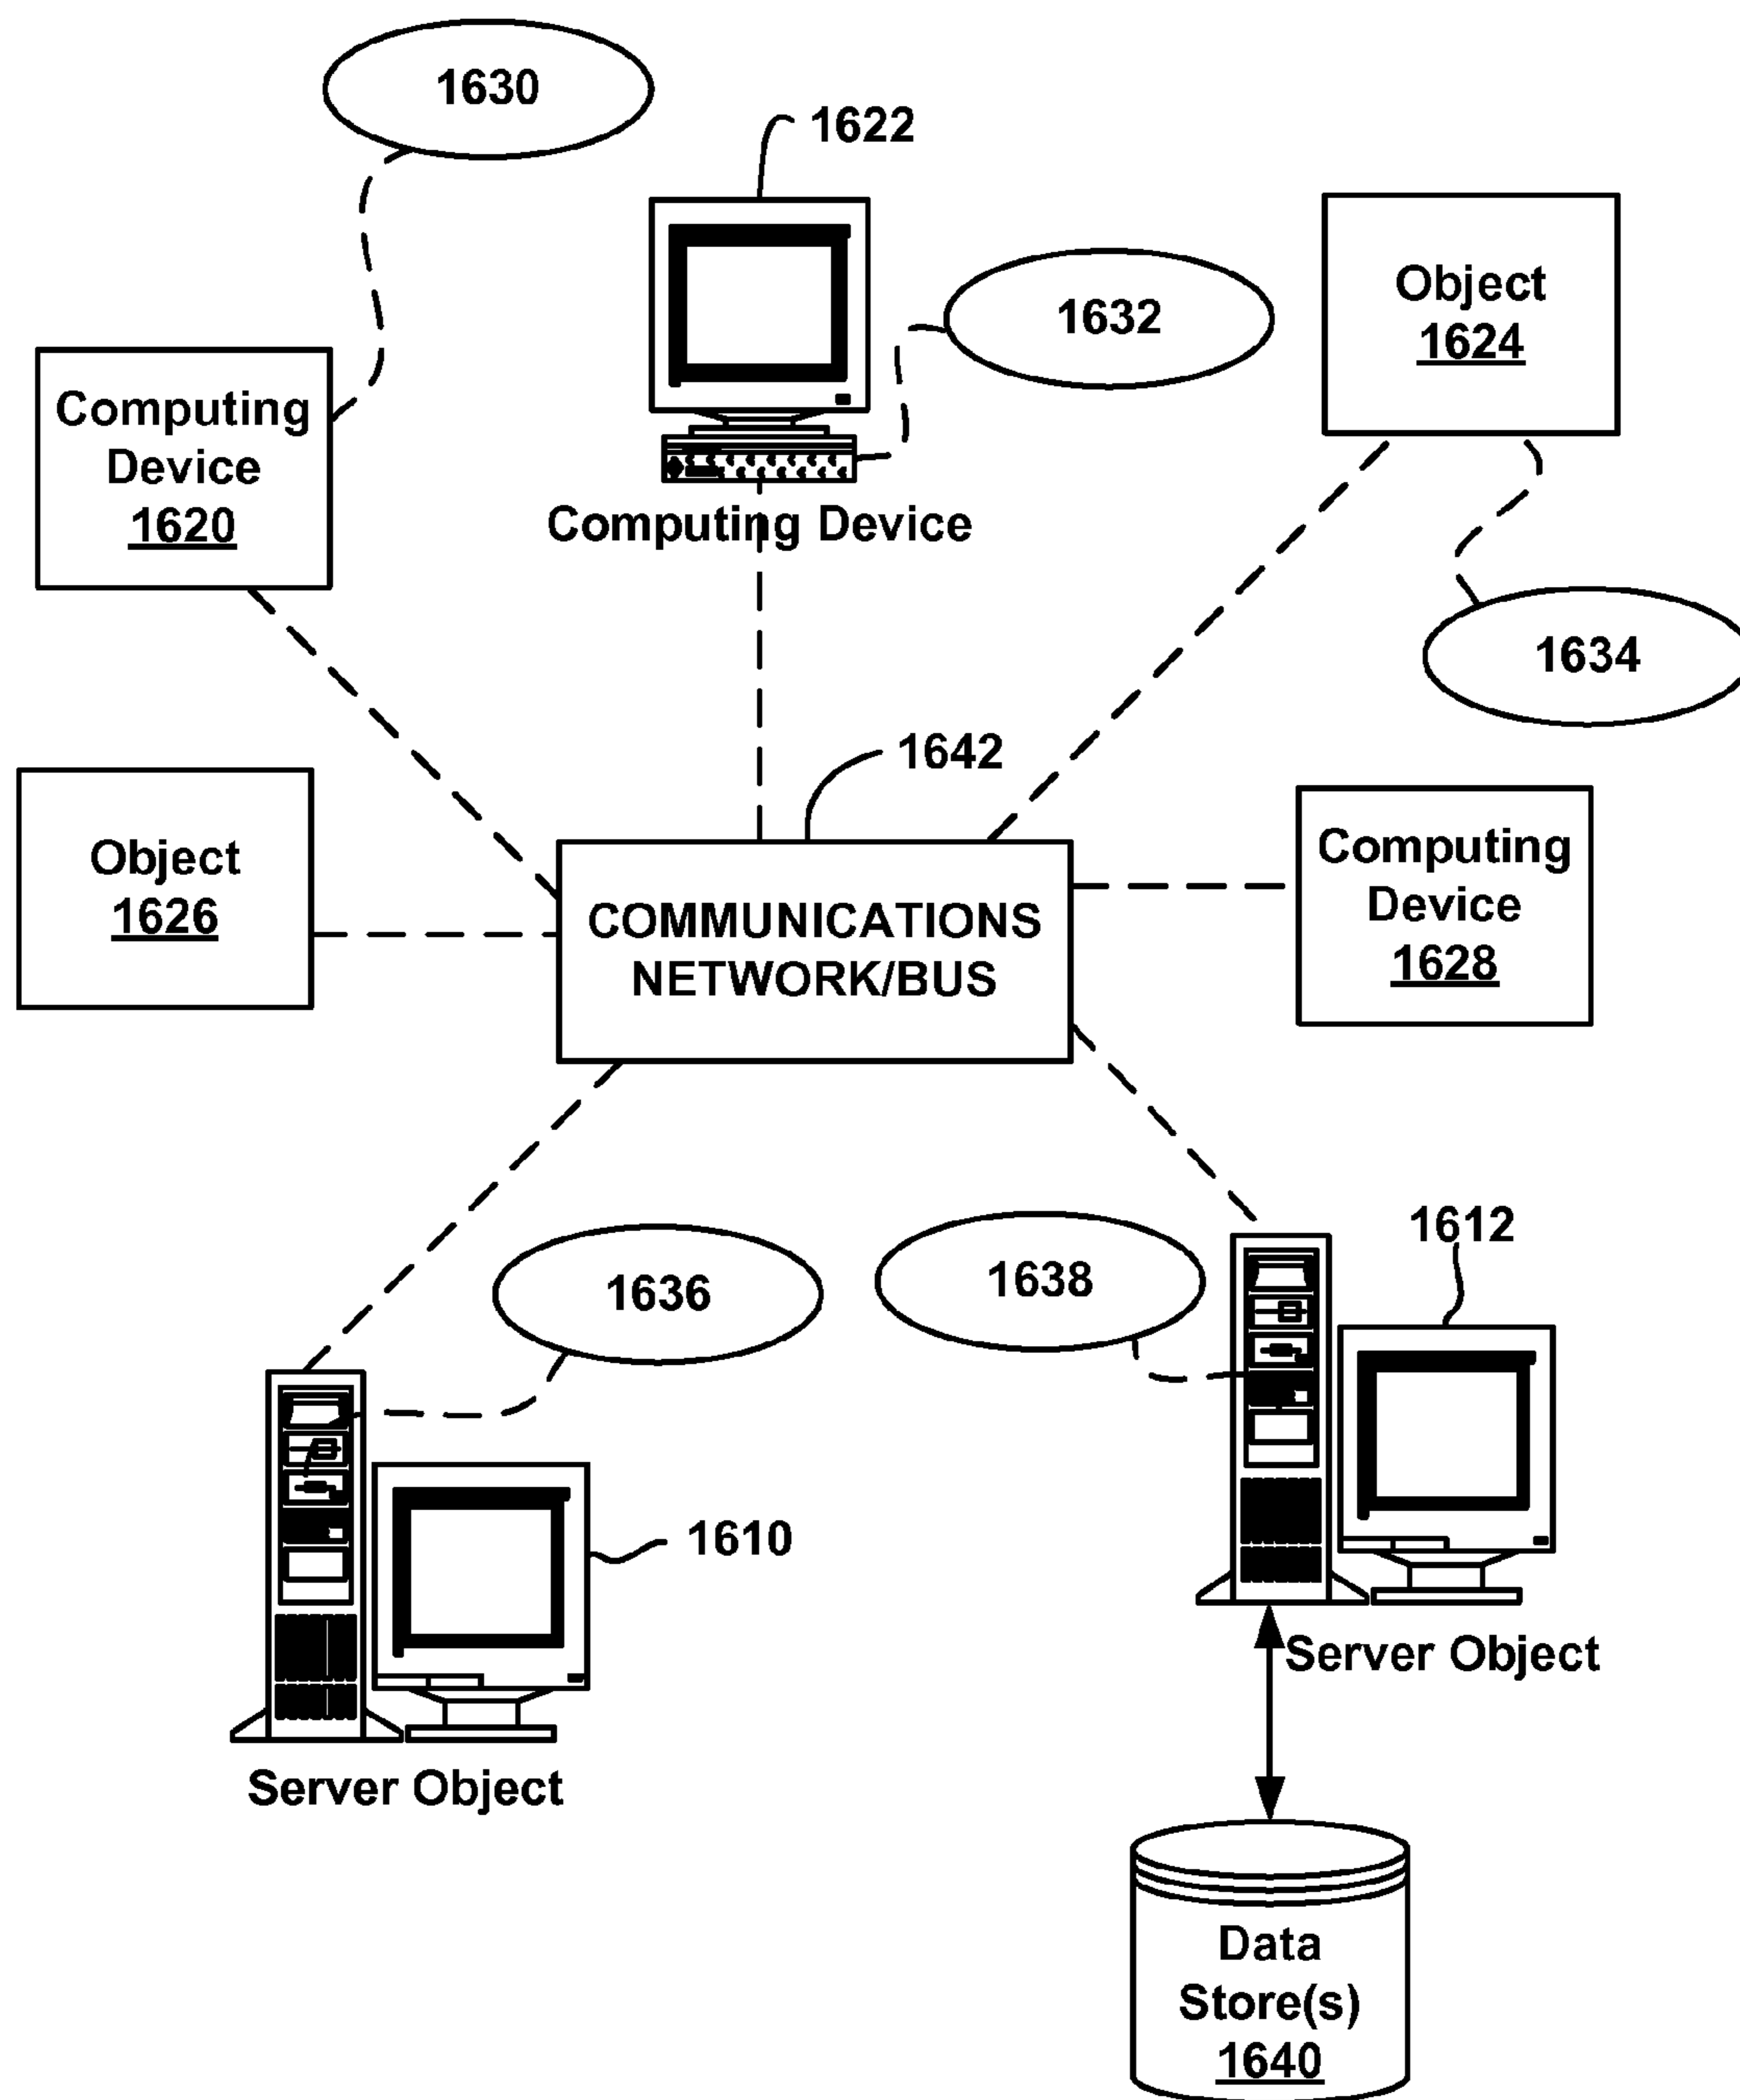 1630
1622
1632
Object
1624
Computing
Device
1620
Computing Device
1634
1642
Object
1626
COMMUNICATIONS
NETWORK/BUS
Computing
Device
1628
1636
1638
1612
1610
Server Object
Server Object
Data
Store(s)
1640